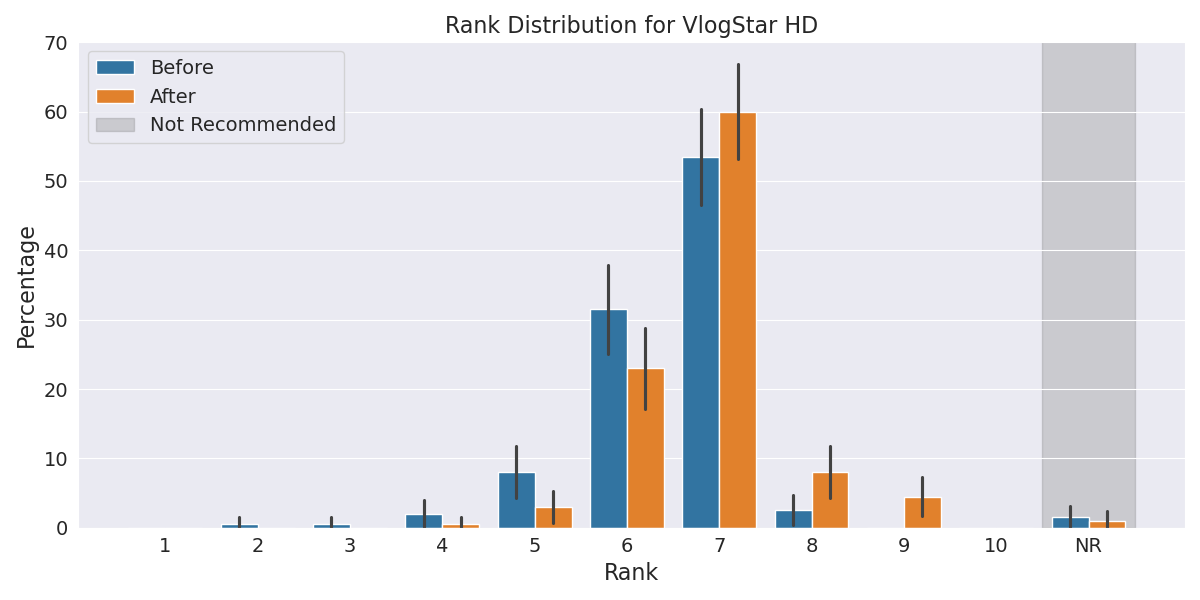 Rank Distribution for VlogStar HD
Before
After
Not Recommended
Percentage
70
60
50
40
30
20
10
0
1 2 3 4 5 6 7 8 9 10 NR
Rank